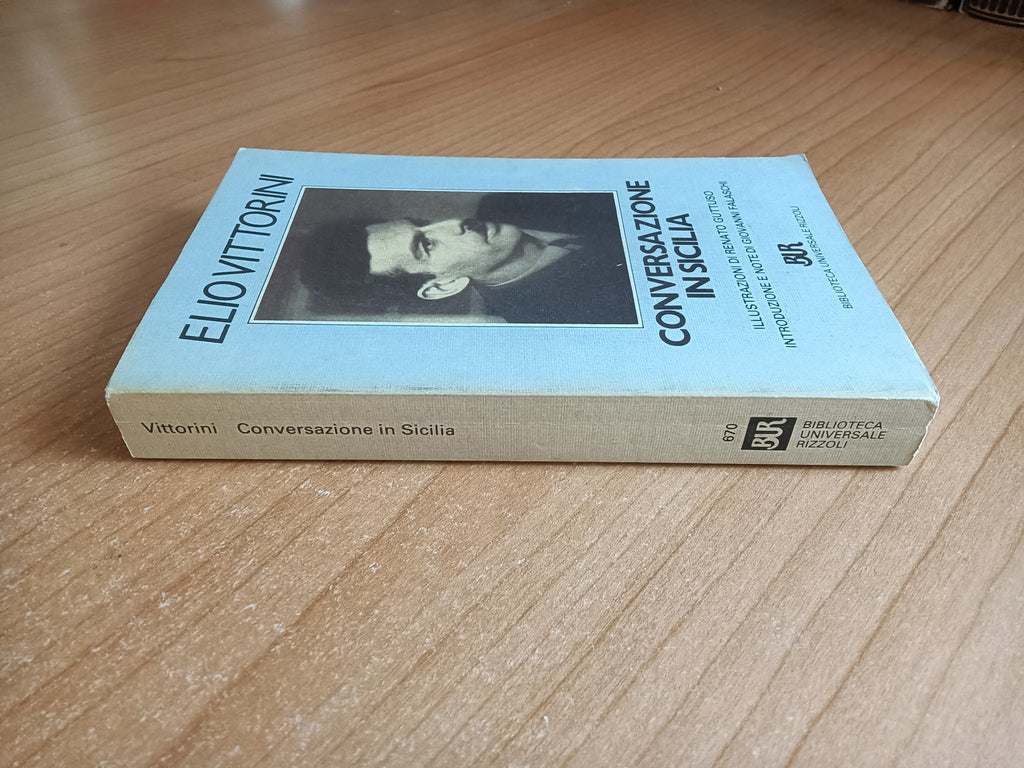 ELIO VITTORINI
CONVERSAZIONE
IN SICILIA
ILLUSTRAZIONI DI RENATO GUTTUSO
INTRODUZIONE E NOTE DI GIOVANNI FALASCHI
BUR
BIBLIOTECA UNIVERSALE RIZZOLI
Vittorini Conversazione in Sicilia
670
BUR
BIBLIOTECA
UNIVERSALE
RIZZOLI